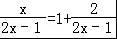 x/(2x − 1) = 1 + 2/(2x − 1)